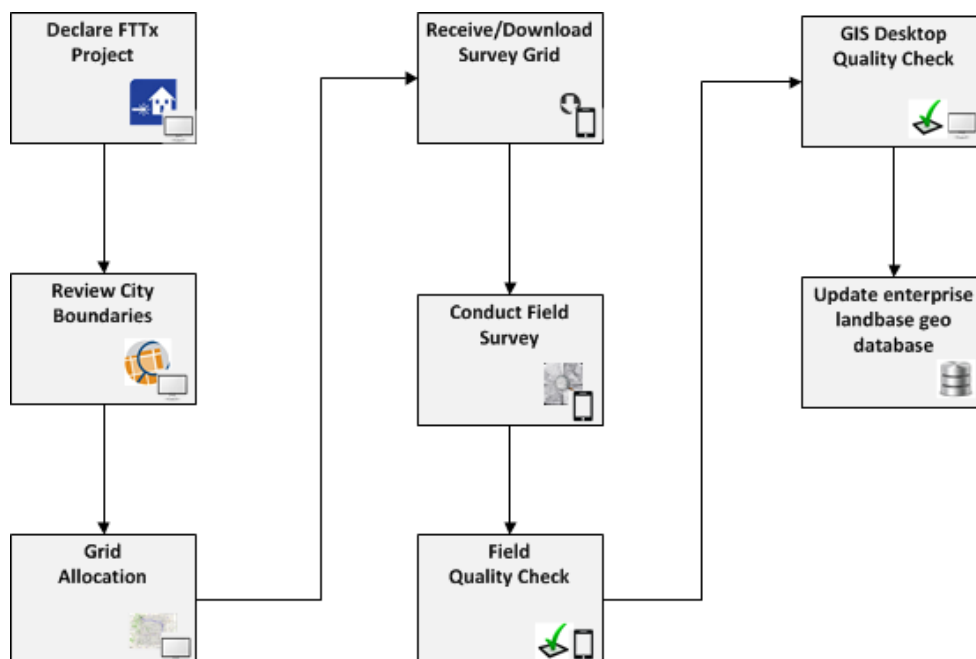 Declare FTTx
Project
Review City
Boundaries
Grid
Allocation
Receive/Download
Survey Grid
Conduct Field
Survey
Field
Quality Check
GIS Desktop
Quality Check
Update enterprise
landbase geo
database